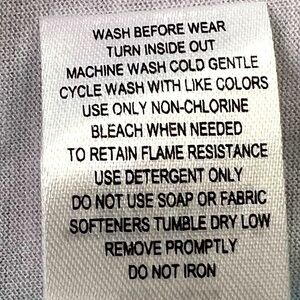 WASH BEFORE WEAR
TURN INSIDE OUT
MACHINE WASH COLD GENTLE
CYCLE WASH WITH LIKE COLORS
USE ONLY NON-CHLORINE
BLEACH WHEN NEEDED
TO RETAIN FLAME RESISTANCE
USE DETERGENT ONLY
DO NOT USE SOAP OR FABRIC
SOFTENERS TUMBLE DRY LOW
REMOVE PROMPTLY
DO NOT IRON